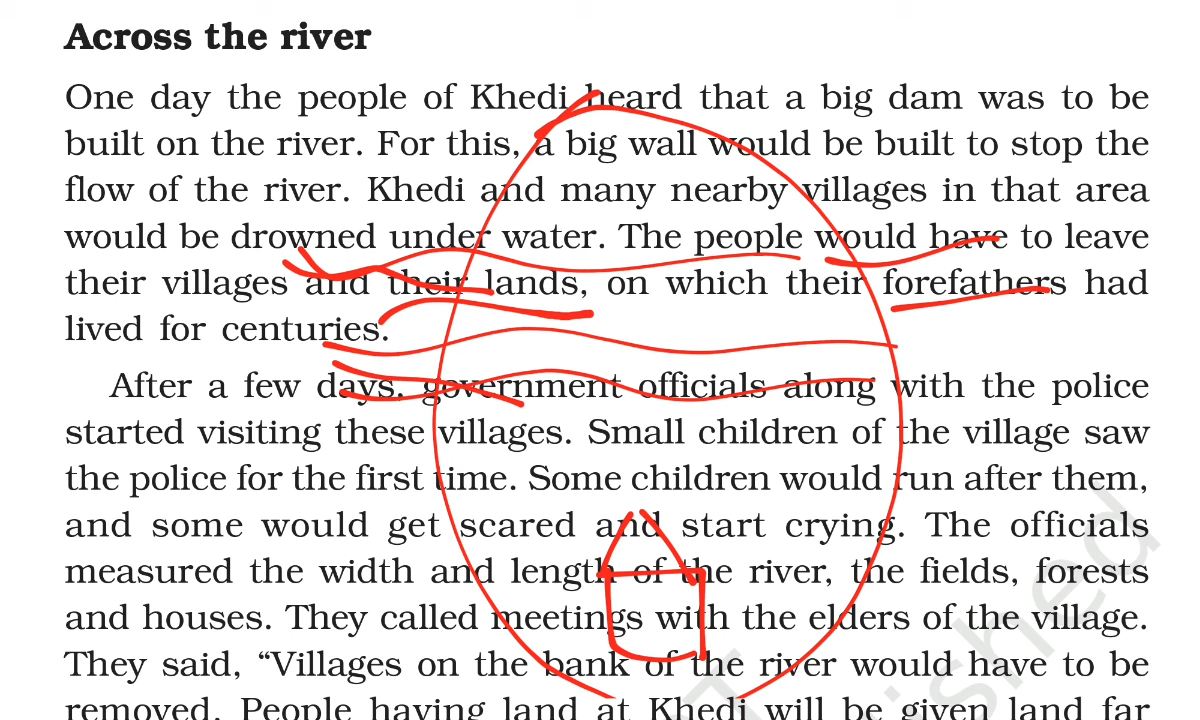 Across the river
One day the people of Khedi heard that a big dam was to be
built on the river. For this, a big wall would be built to stop the
flow of the river. Khedi and many nearby villages in that area
would be drowned under water. The people would have to leave
their villages and their lands, on which their forefathers had
lived for centuries.
After a few days, government officials along with the police
started visiting these villages. Small children of the village saw
the police for the first time. Some children would run after them,
and some would get scared and start crying. The officials
measured the width and length of the river, the fields, forests
and houses. They called meetings with the elders of the village.
They said, “Villages on the bank of the river would have to be
removed. People having land at Khedi will be given land far